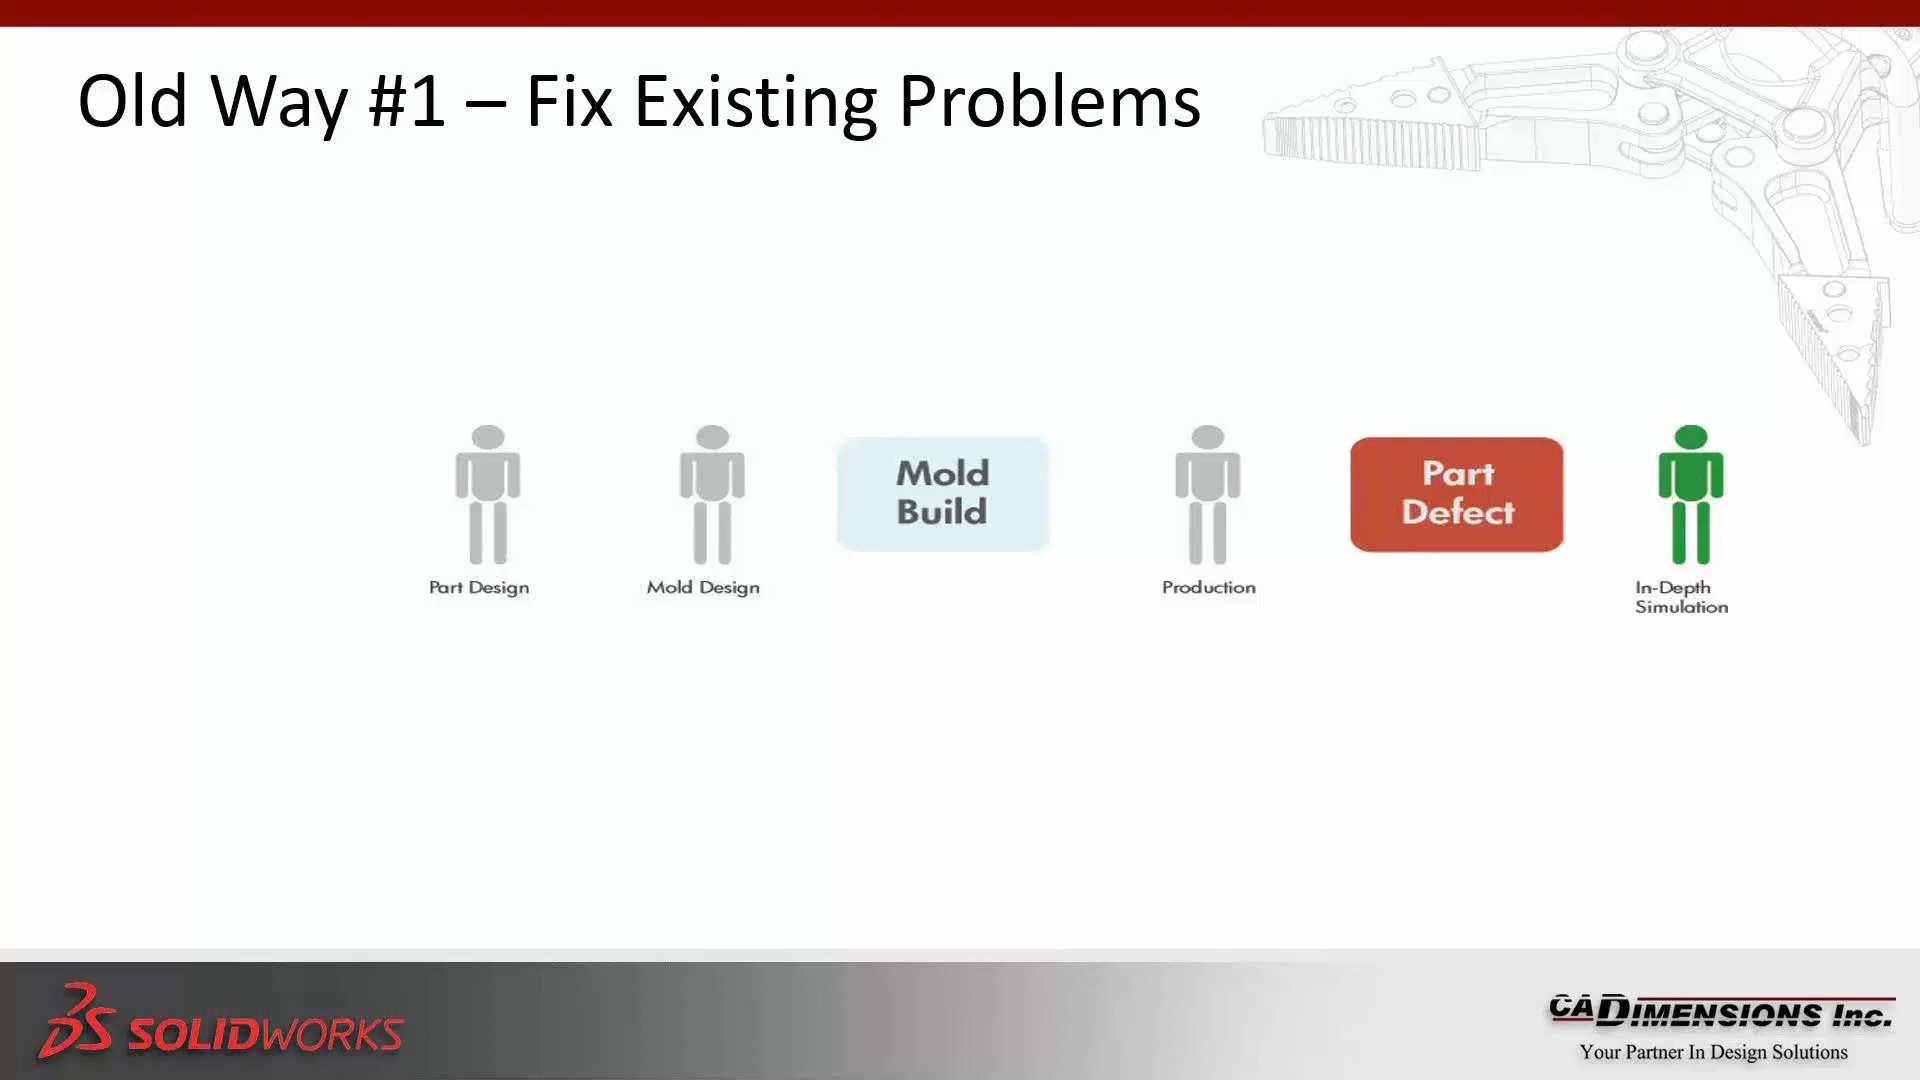 Old Way #1 – Fix Existing Problems
Mold
Build
Part
Defect
Part Design
Mold Design
Production
In-Depth
Simulation
SOLIDWORKS
CADIMENSIONS Inc.
Your Partner In Design Solutions